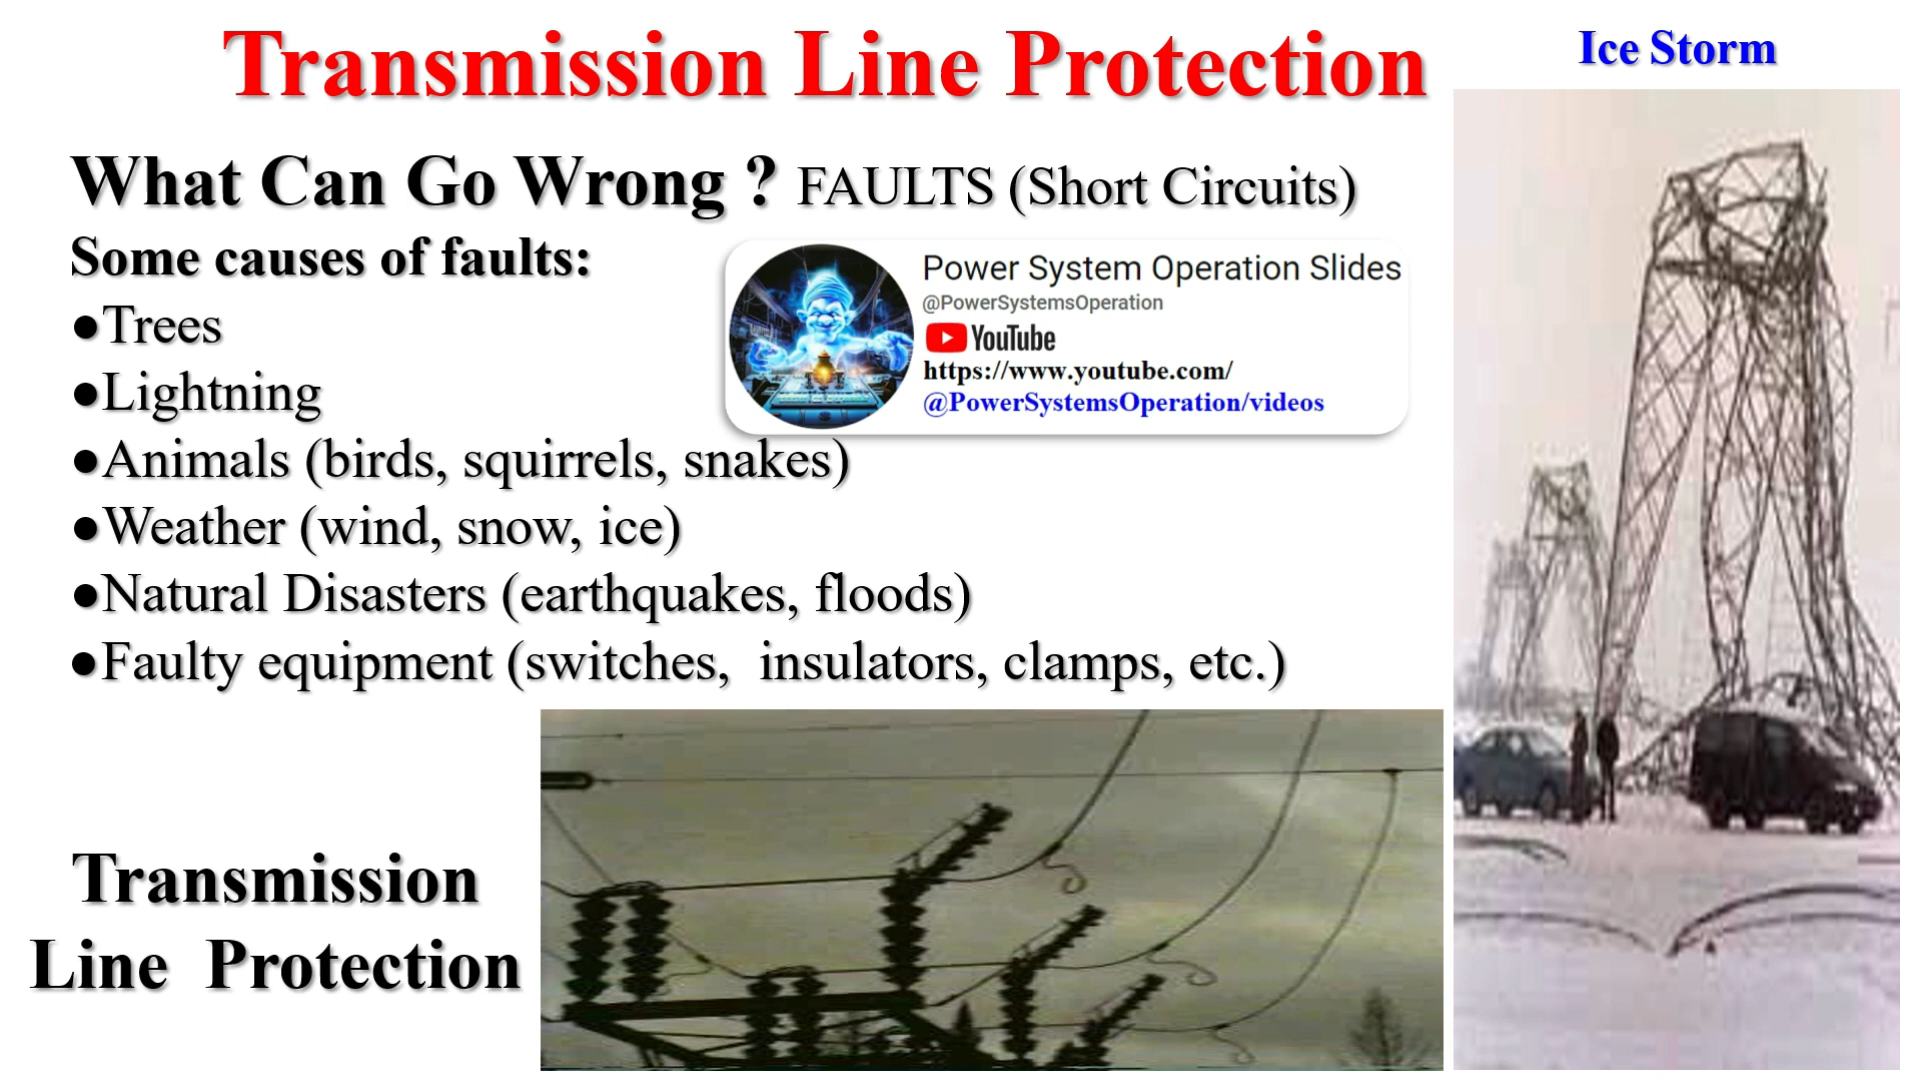 Transmission Line Protection
Ice Storm
What Can Go Wrong ? FAULTS (Short Circuits)
Some causes of faults:
●Trees
●Lightning
●Animals (birds, squirrels, snakes)
●Weather (wind, snow, ice)
●Natural Disasters (earthquakes, floods)
●Faulty equipment (switches,  insulators, clamps, etc.)
Power System Operation Slides
@PowerSystemsOperation
YouTube
https://www.youtube.com/
@PowerSystemsOperation/videos
Transmission
Line  Protection